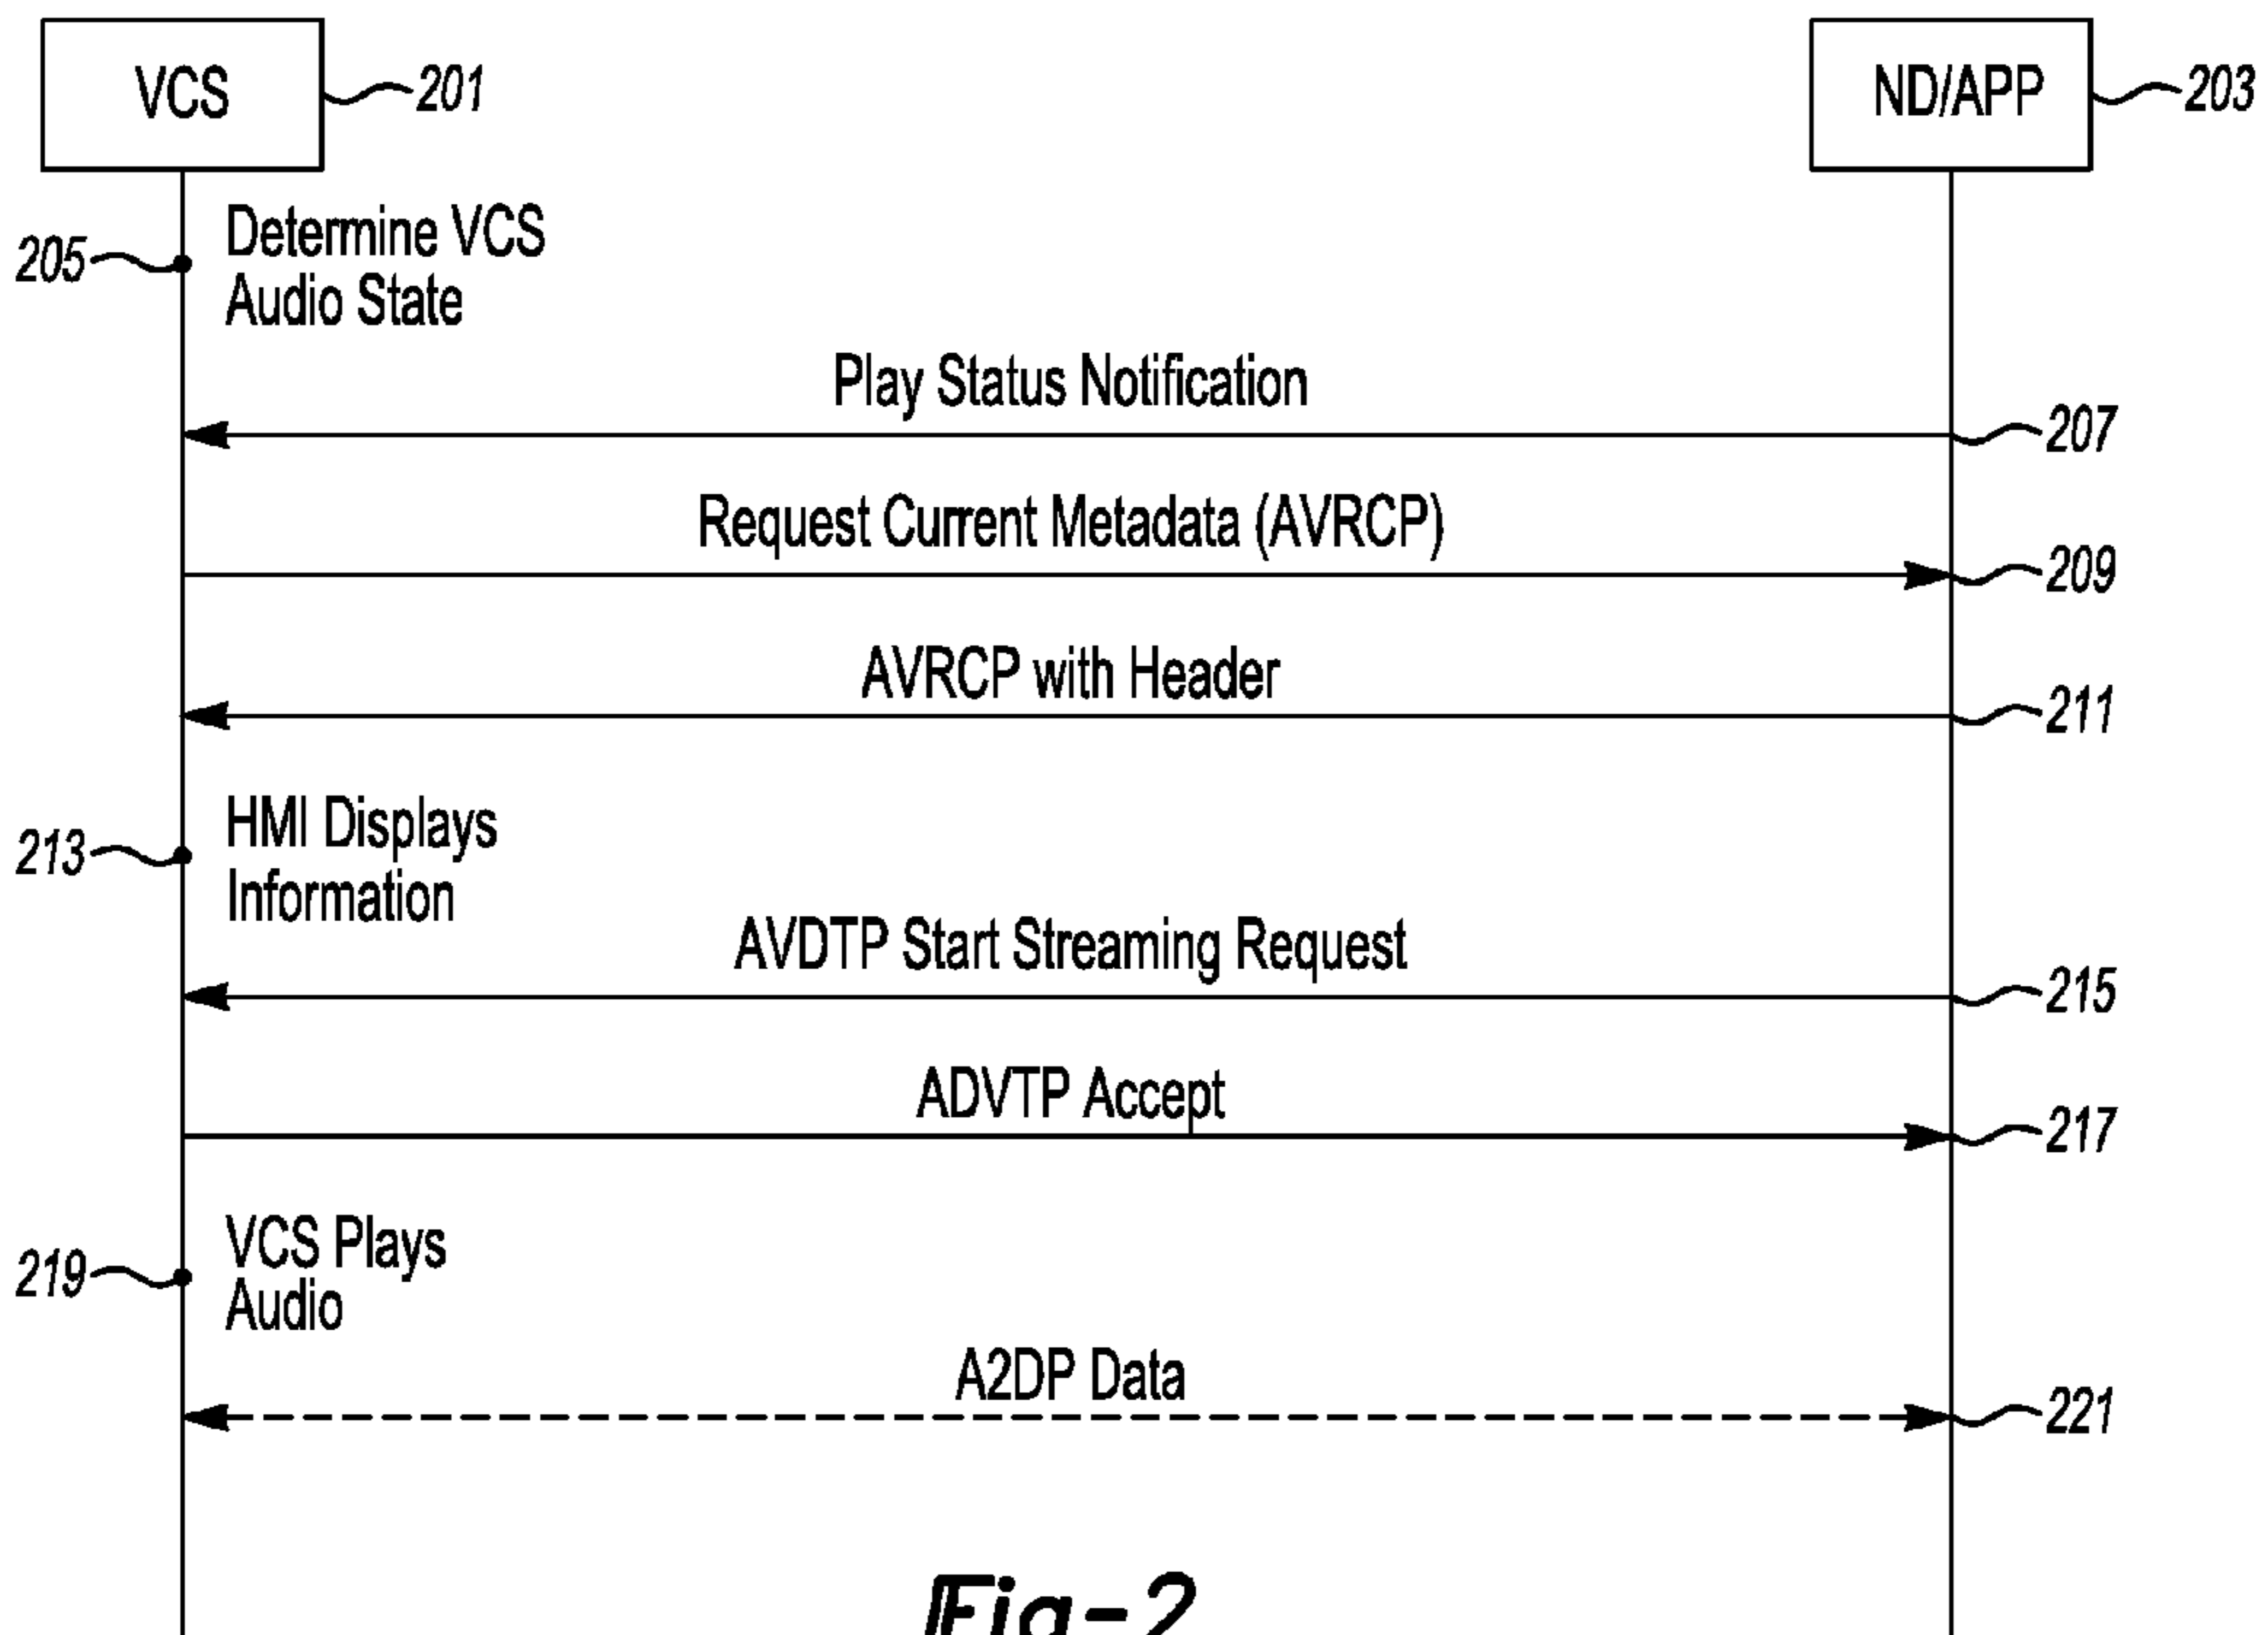 VCS
201
ND/APP
203
205
Determine VCS
Audio State
Play Status Notification
207
Request Current Metadata (AVRCP)
209
AVRCP with Header
211
213
HMI Displays
Information
AVDTP Start Streaming Request
215
ADVTP Accept
217
219
VCS Plays
Audio
A2DP Data
221
Fig-2